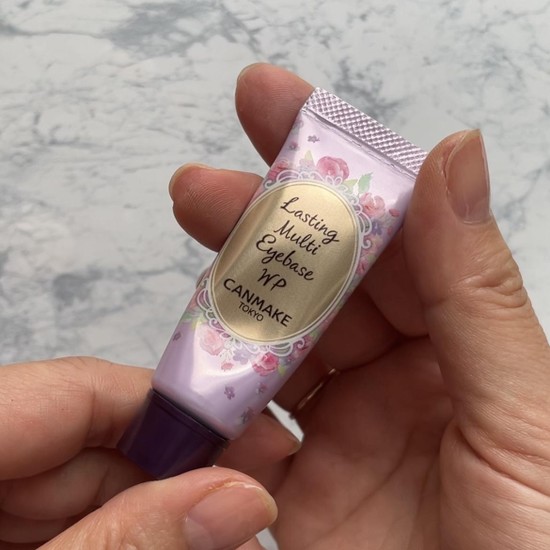 Lasting
Multi
Eyebase
WP
CANMAKE
TOKYO